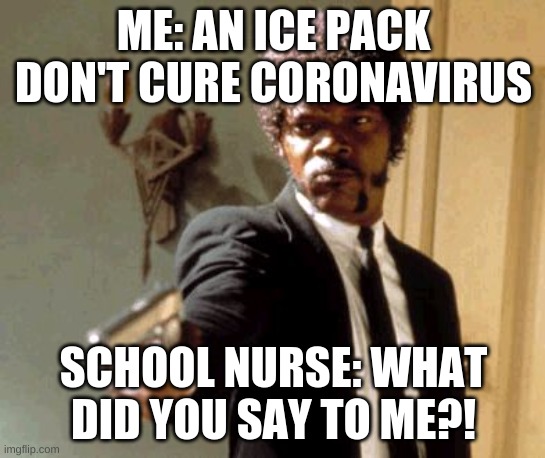 ME: AN ICE PACK
DON'T CURE CORONAVIRUS
SCHOOL NURSE: WHAT
DID YOU SAY TO ME?!
imgflip.com